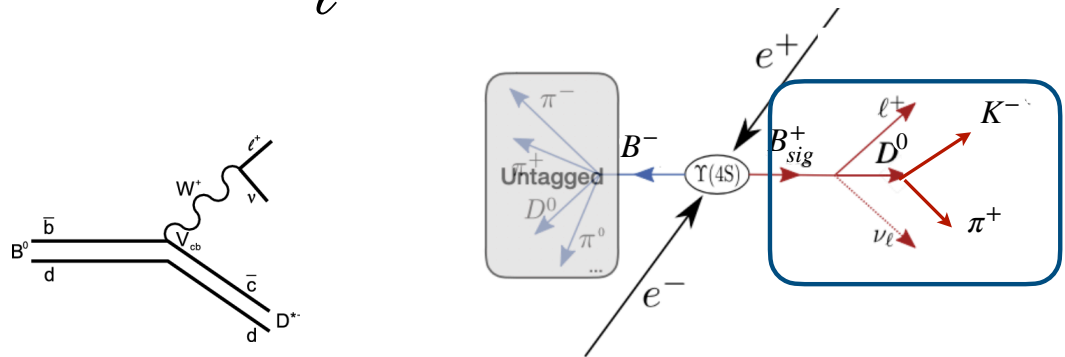 ℓ
b̄
B⁰
d
W⁺
ℓ⁺
ν
V_cb
c̄
D*⁻
d
π⁻
π⁺
Untagged
D⁰
π⁰
...
B⁻
e⁺
ϒ(4S)
e⁻
B⁺_sig
ℓ⁺
D⁰
ν_ℓ
K⁻
π⁺